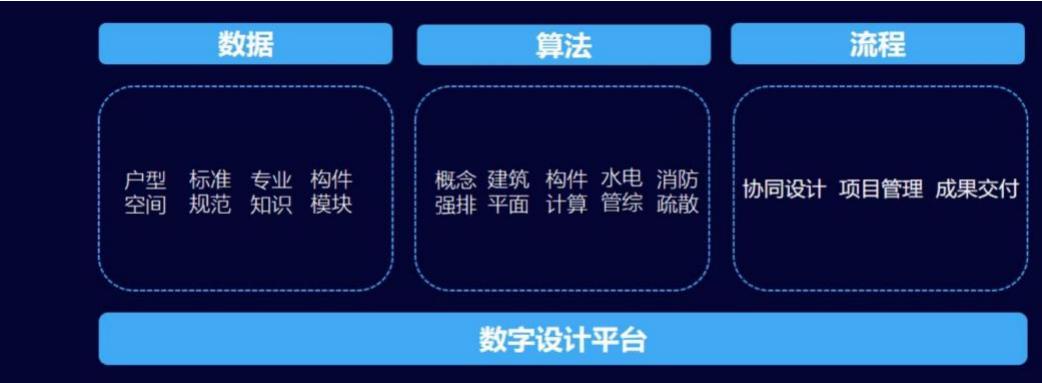 数据
算法
流程
户型 标准 专业 构件
空间 规范 知识 模块
概念 建筑 构件 水电 消防
强排 平面 计算 管综 疏散
协同设计 项目管理 成果交付
数字设计平台